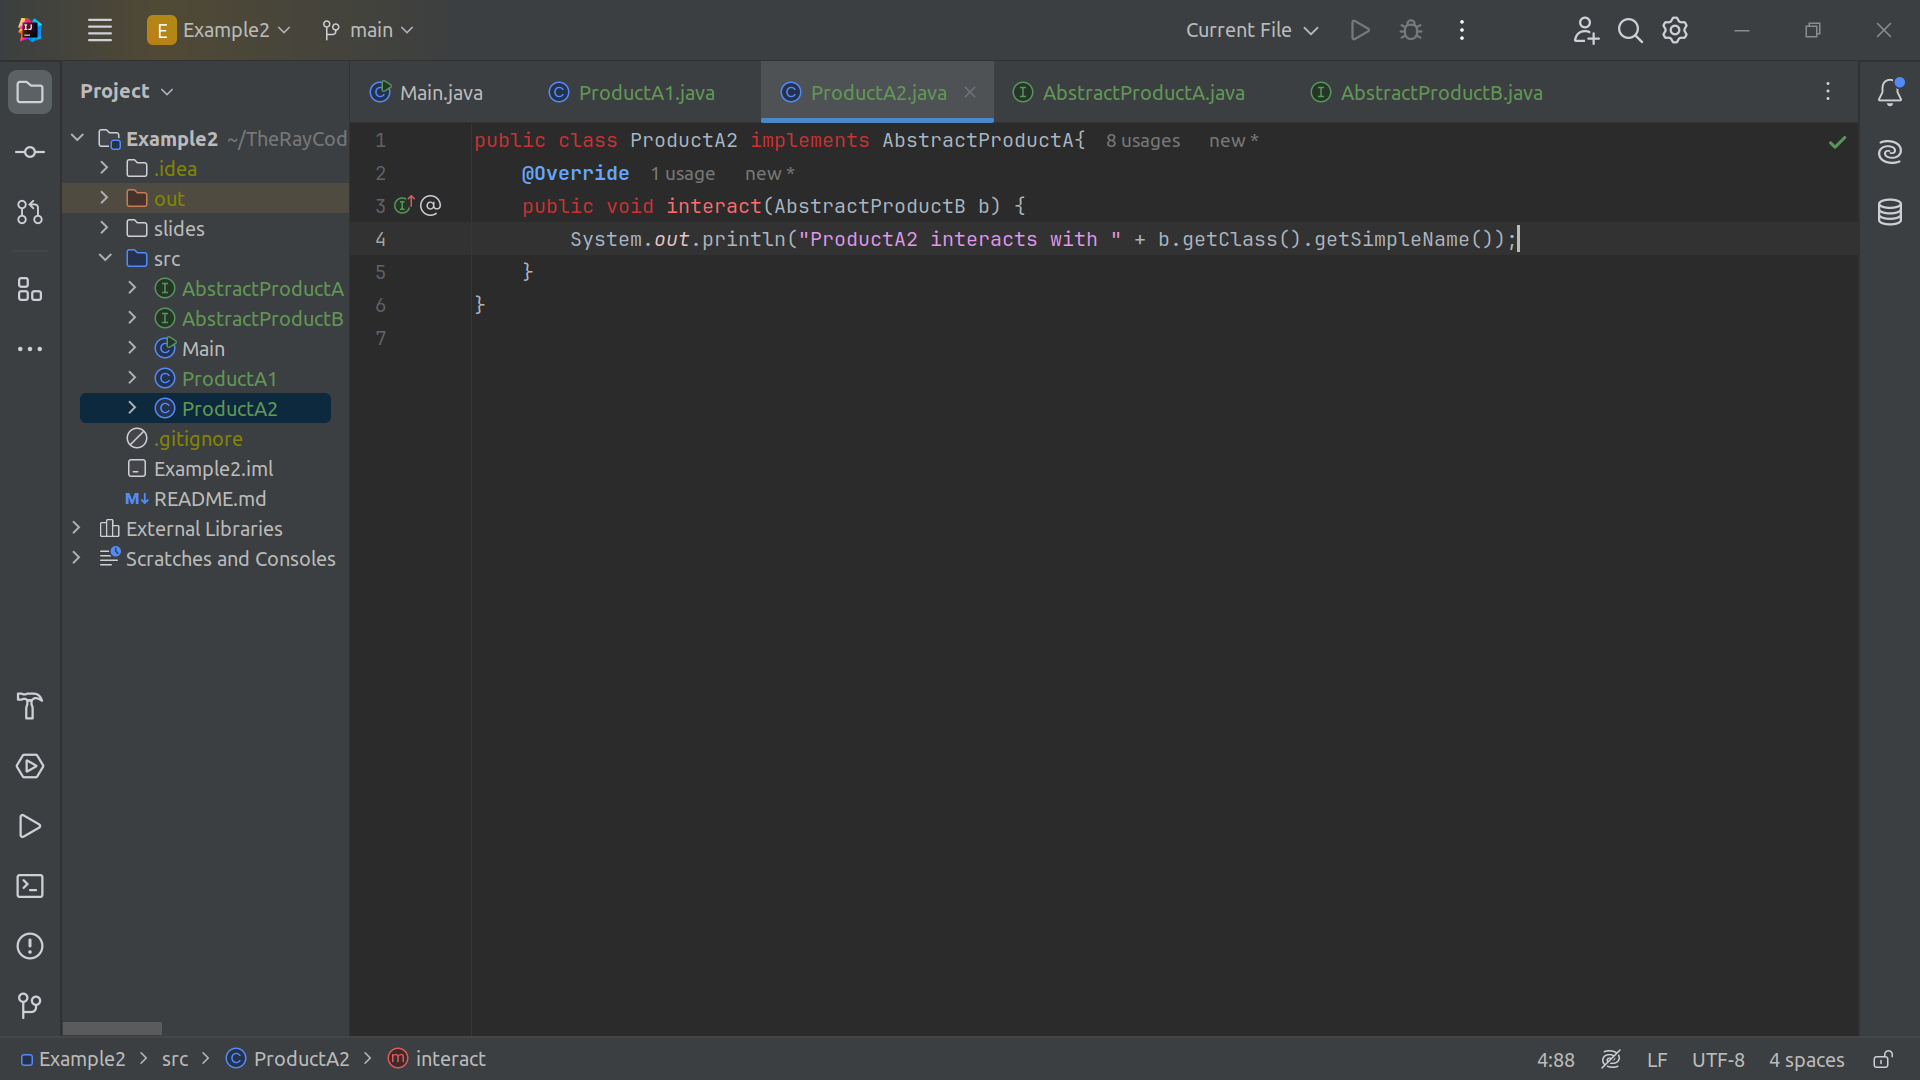 E Example2 main Current File
Project
Main.java ProductA1.java ProductA2.java AbstractProductA.java AbstractProductB.java
Example2 ~/TheRayCod
.idea
out
slides
src
AbstractProductA
AbstractProductB
Main
ProductA1
ProductA2
.gitignore
Example2.iml
M↓ README.md
External Libraries
Scratches and Consoles
1 public class ProductA2 implements AbstractProductA{ 8 usages new *
2 @Override 1 usage new *
3 public void interact(AbstractProductB b) {
4 System.out.println("ProductA2 interacts with " + b.getClass().getSimpleName());
5 }
6 }
7
Example2 > src > ProductA2 > interact
4:88 LF UTF-8 4 spaces